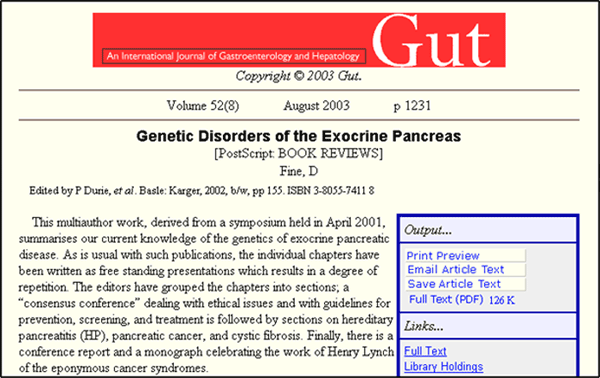 An International Journal of Gastroenterology and Hepatology
Gut
Copyright © 2003 Gut.
Volume 52(8) August 2003 p 1231
Genetic Disorders of the Exocrine Pancreas
[PostScript: BOOK REVIEWS]
Fine, D
Edited by P Durie, et al. Basle: Karger, 2002, b/w, pp 155. ISBN 3-8055-7411 8
This multiauthor work, derived from a symposium held in April 2001,
summarises our current knowledge of the genetics of exocrine pancreatic
disease. As is usual with such publications, the individual chapters have
been written as free standing presentations which results in a degree of
repetition. The editors have grouped the chapters into sections; a
“consensus conference” dealing with ethical issues and with guidelines for
prevention, screening, and treatment is followed by sections on hereditary
pancreatitis (HP), pancreatic cancer, and cystic fibrosis. Finally, there is a
conference report and a monograph celebrating the work of Henry Lynch
of the eponymous cancer syndromes.
Output...
Print Preview
Email Article Text
Save Article Text
Full Text (PDF) 126 K
Links...
Full Text
Library Holdings